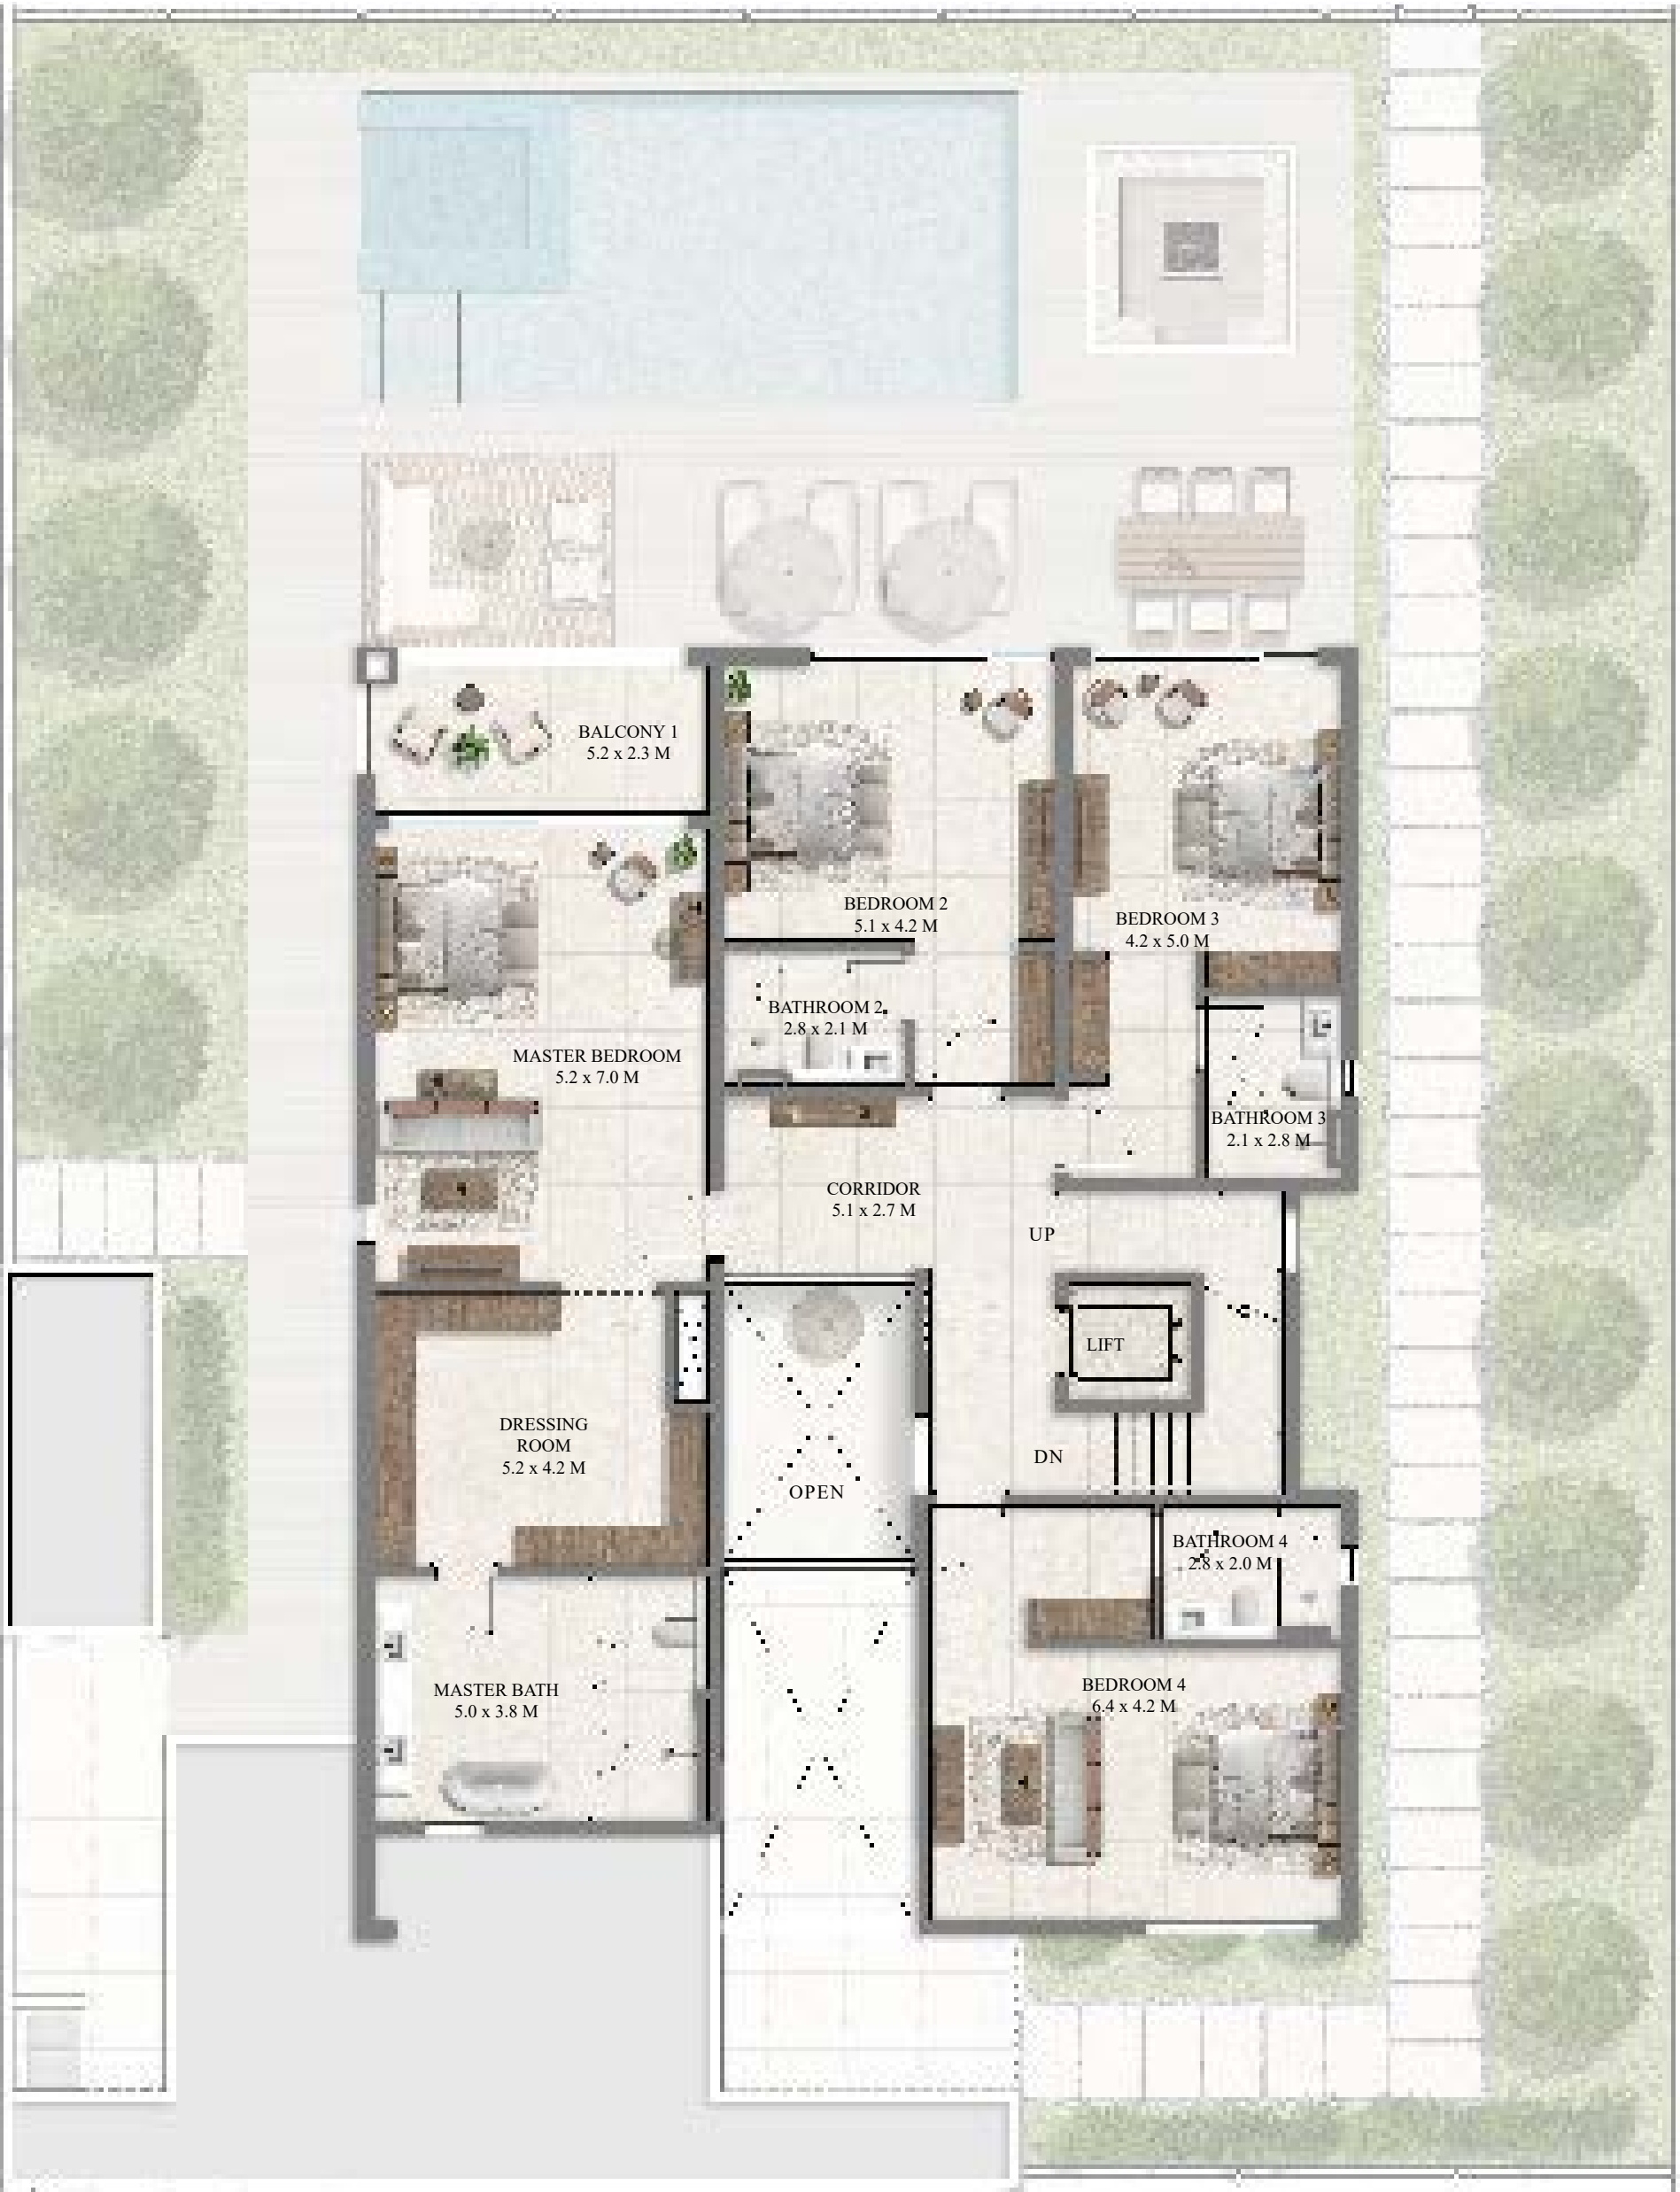 BALCONY 1
5.2 x 2.3 M
BEDROOM 2
5.1 x 4.2 M
BEDROOM 3
4.2 x 5.0 M
BATHROOM 2
2.8 x 2.1 M
MASTER BEDROOM
5.2 x 7.0 M
BATHROOM 3
2.1 x 2.8 M
CORRIDOR
5.1 x 2.7 M
UP
LIFT
DRESSING
ROOM
5.2 x 4.2 M
DN
OPEN
BATHROOM 4
2.8 x 2.0 M
MASTER BATH
5.0 x 3.8 M
BEDROOM 4
6.4 x 4.2 M